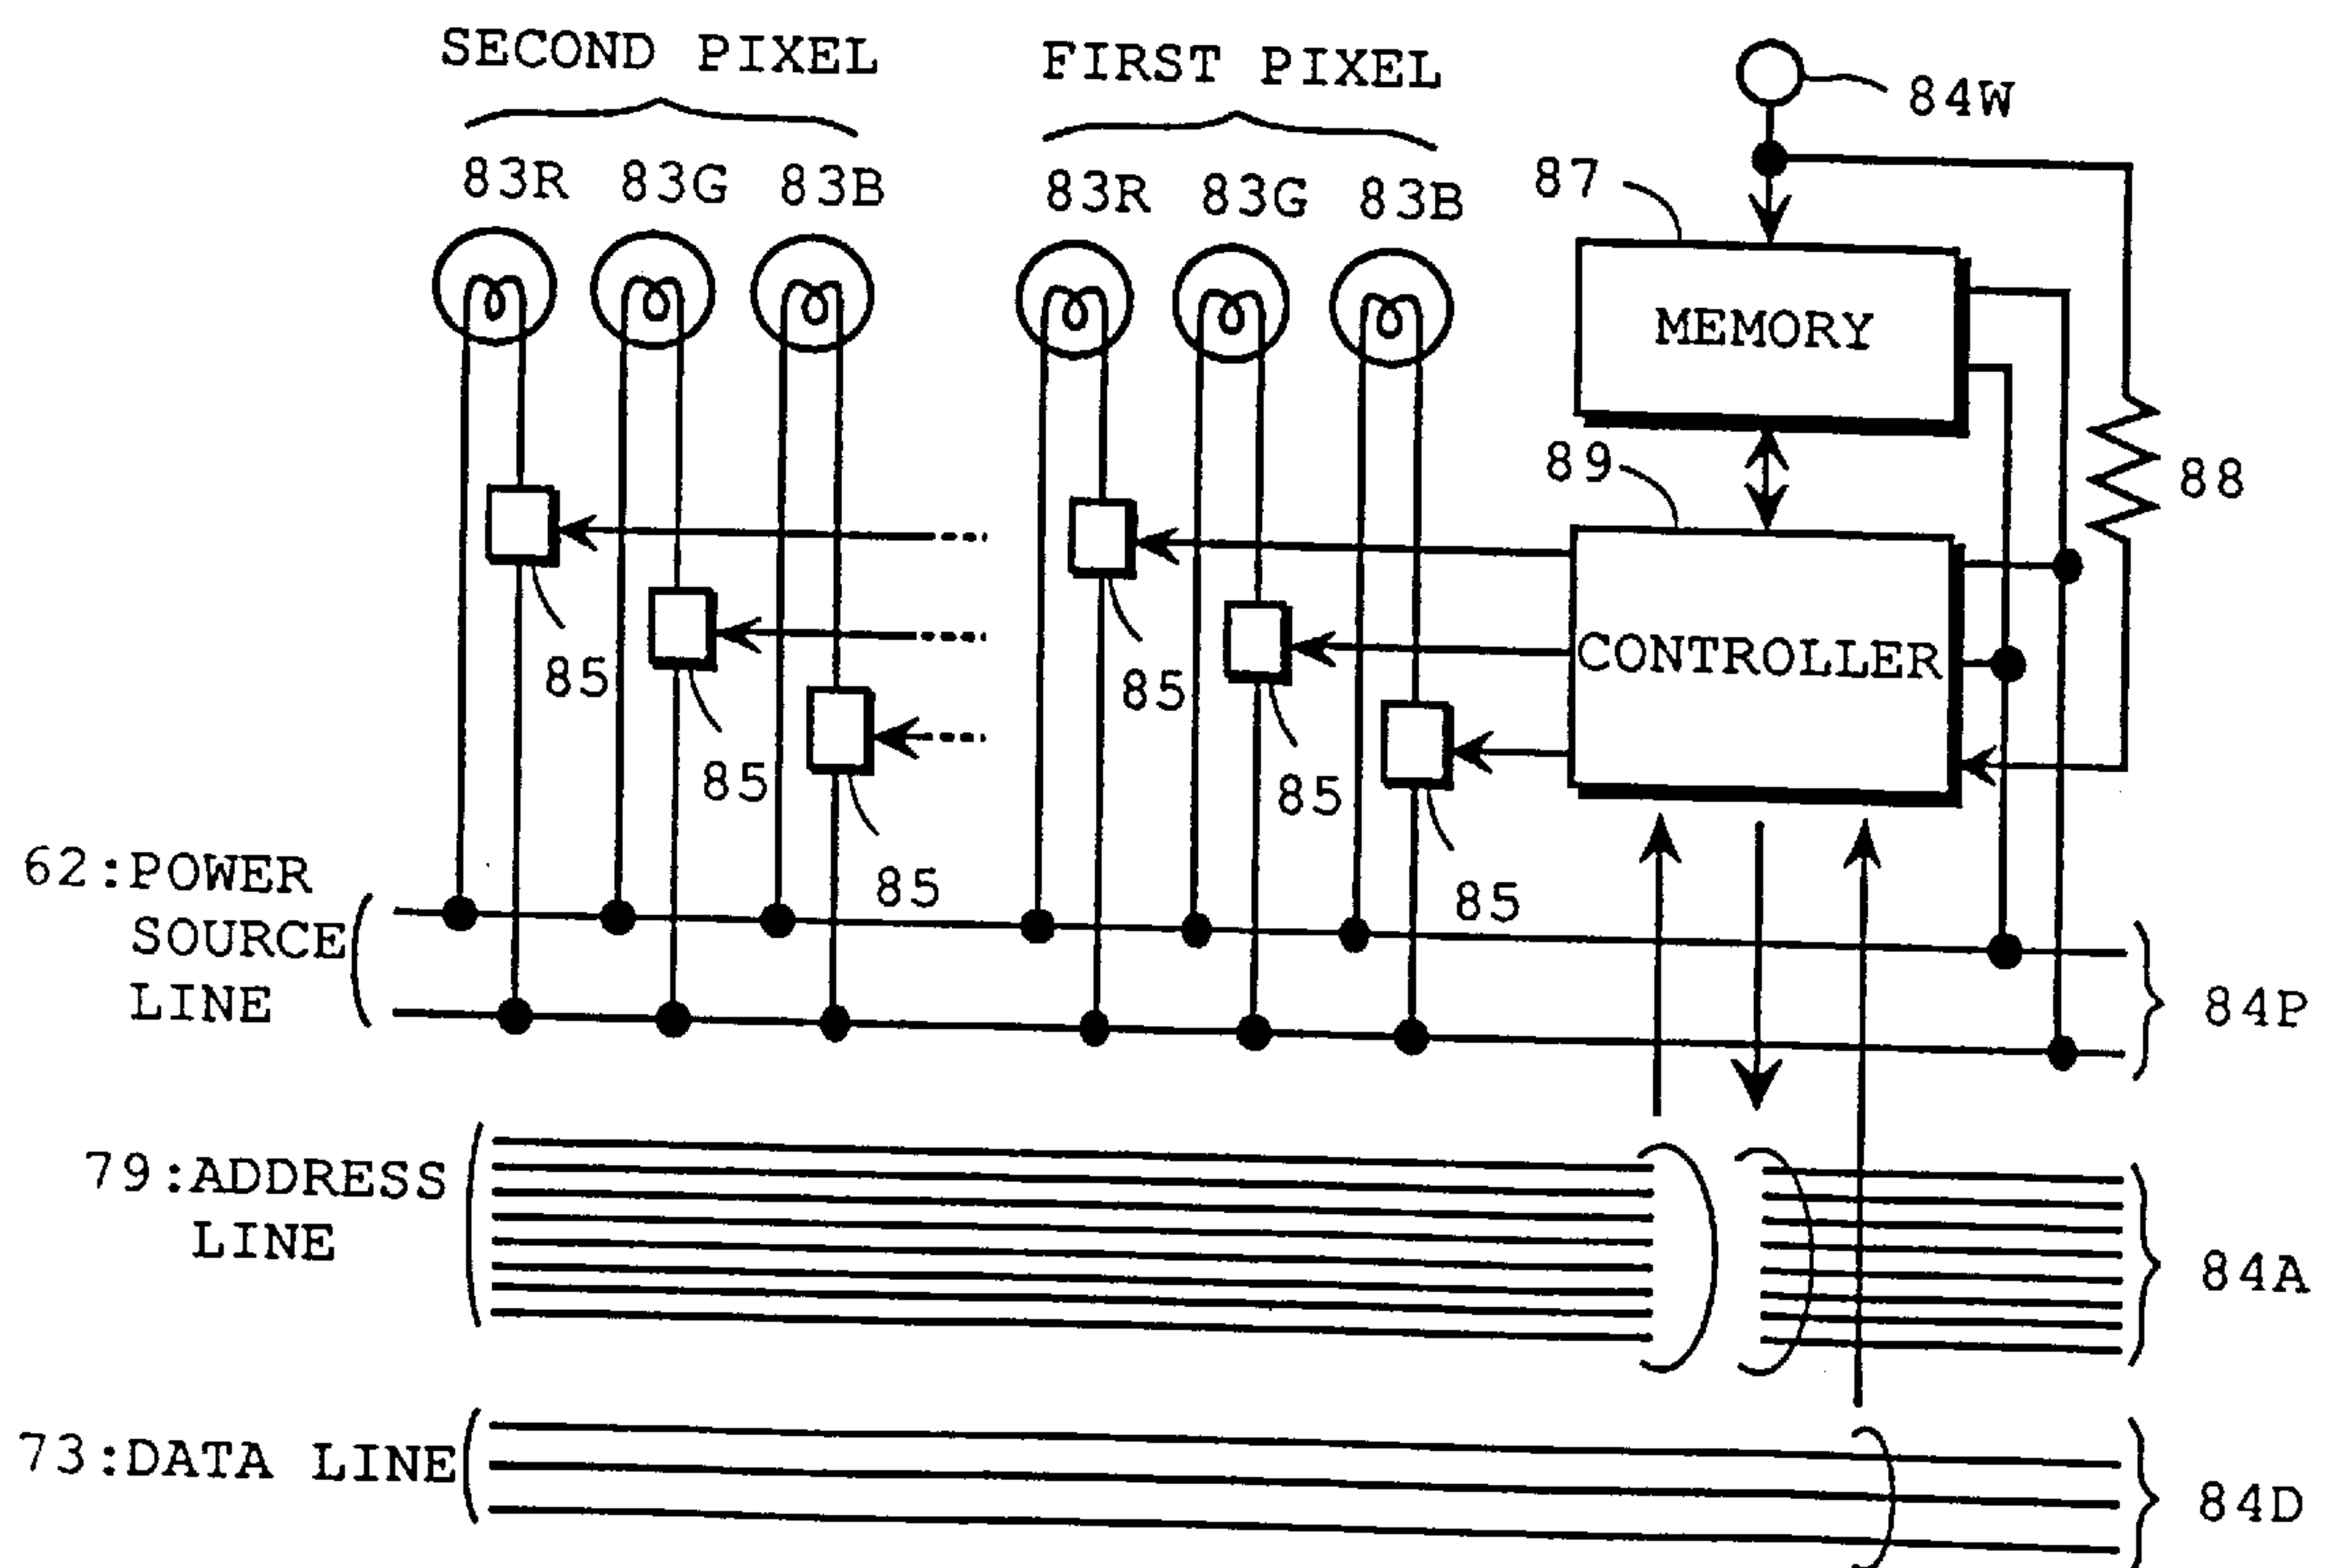 SECOND PIXEL
FIRST PIXEL
84W
83R 83G 83B
83R 83G 83B
87
MEMORY
89
88
CONTROLLER
85
85
85
85
85
85
62:POWER
SOURCE
LINE
84P
79:ADDRESS
LINE
84A
73:DATA LINE
84D